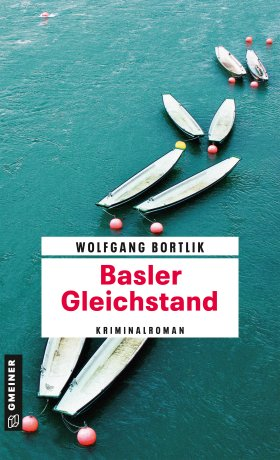 WOLFGANG BORTLIK
Basler
Gleichstand
KRIMINALROMAN
GMEINER